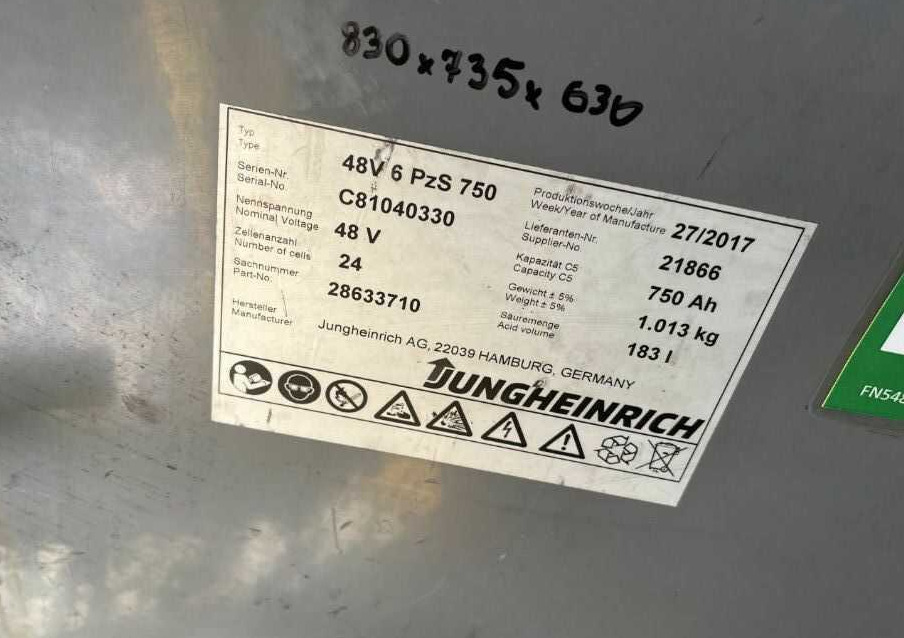 830 x 735 x 630
Typ
Type
48V 6 PzS 750
Serien-Nr.
Serial-No.
C81040330
Nennspannung
Nominal Voltage
48 V
Zellenanzahl
Number of cells
24
Sachnummer
Part-No.
28633710
Hersteller
Manufacturer
Jungheinrich AG, 22039 HAMBURG, GERMANY
Produktionswoche/Jahr
Week/Year of Manufacture
27/2017
Lieferanten-Nr.
Supplier-No
21866
Kapazität C5
Capacity C5
750 Ah
Gewicht ± 5%
Weight ± 5%
1.013 kg
Säuremenge
Acid volume
183 l
JUNGHEINRICH
FN548